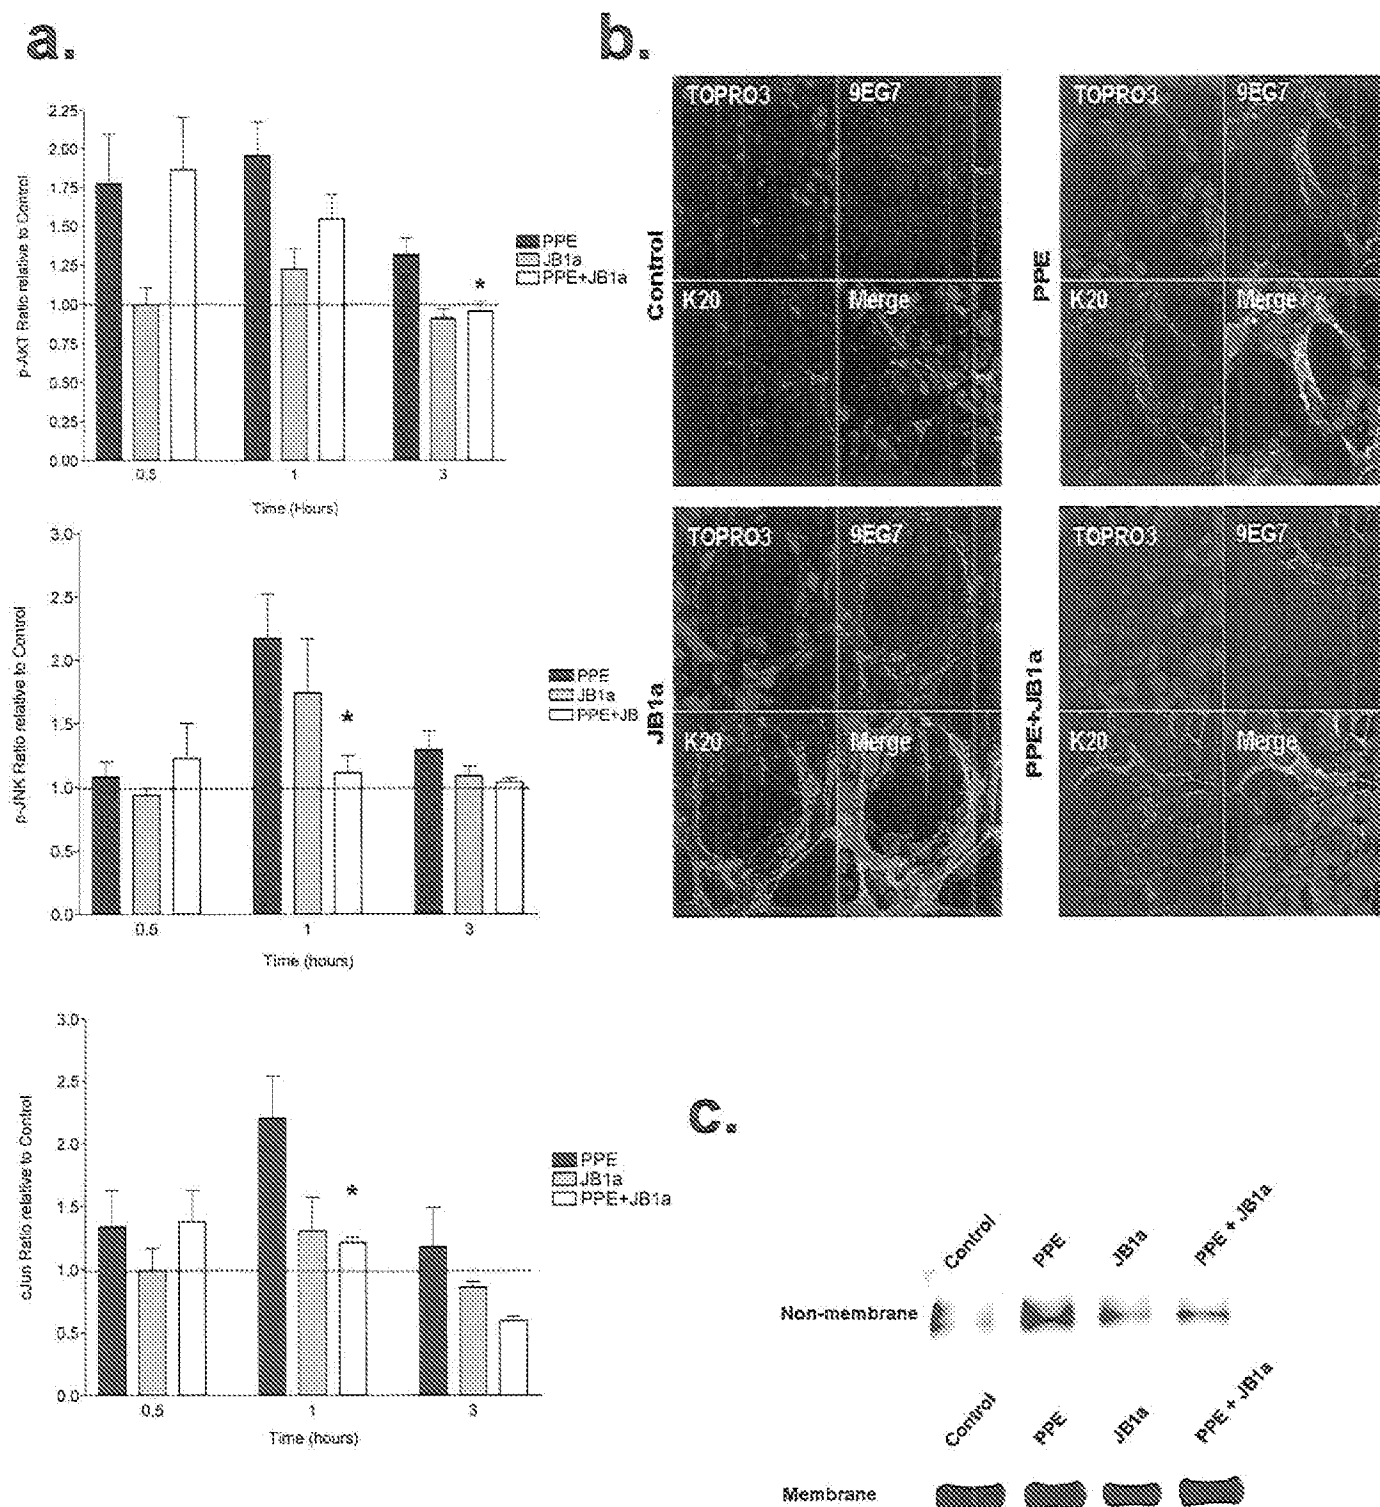 a.
2.25
2.00
1.75
1.50
1.25
1.00
0.75
0.50
0.25
0.00
p-AKT Ratio relative to Control
0.5
1
3
Time (Hours)
*
PPE
JB1a
PPE+JB1a
3.0
2.5
2.0
1.5
1.0
0.5
0.0
p-JNK Ratio relative to Control
0.5
1
3
Time (hours)
*
PPE
JB1a
PPE+JB
3.0
2.5
2.0
1.5
1.0
0.5
0.0
cJun Ratio relative to Control
0.5
1
3
Time (hours)
*
PPE
JB1a
PPE+JB1a
b.
Control
TOPRO3
9EG7
K20
Merge
PPE
TOPRO3
9EG7
K20
Merge
JB1a
TOPRO3
9EG7
K20
Merge
PPE+JB1a
TOPRO3
9EG7
K20
Merge
c.
Control
PPE
JB1a
PPE + JB1a
Non-membrane
Control
PPE
JB1a
PPE + JB1a
Membrane